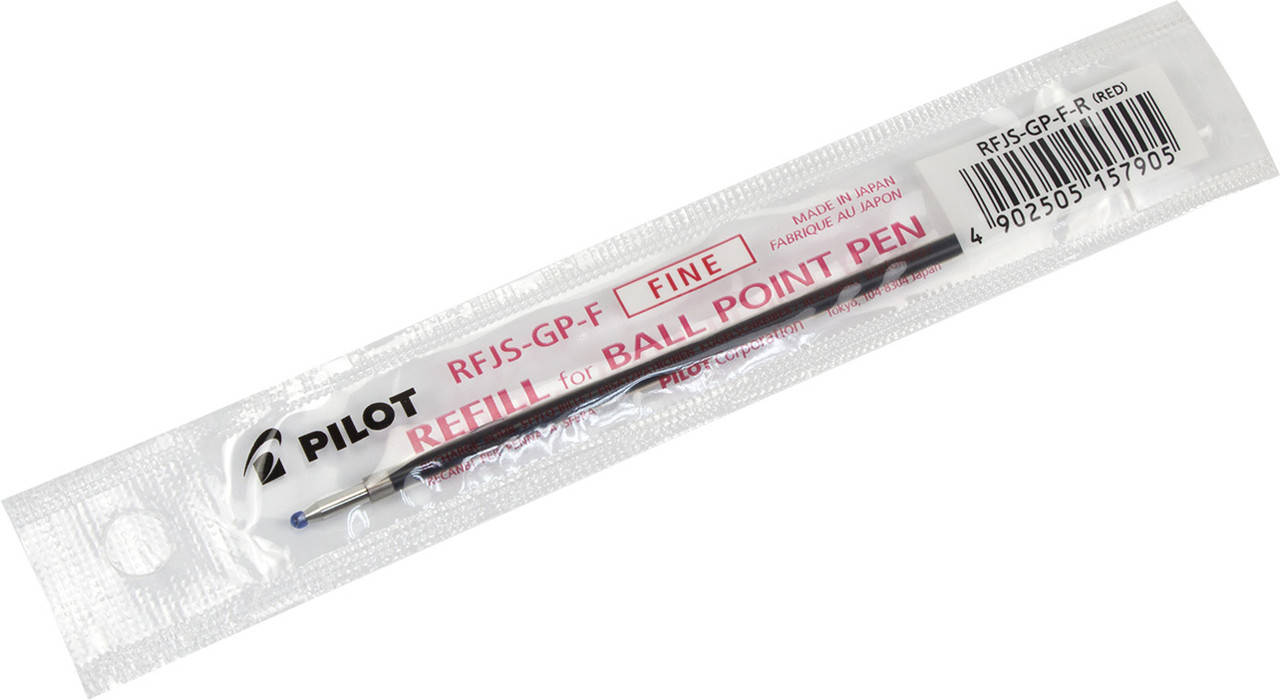 RFJS-GP-F-R (RED)
4 902505 157905
MADE IN JAPAN
FABRIQUE AU JAPON
RFJS-GP-F FINE
REFILL for BALL POINT PEN
PILOT
PILOT Corporation Tokyo, 104-8304 Japan